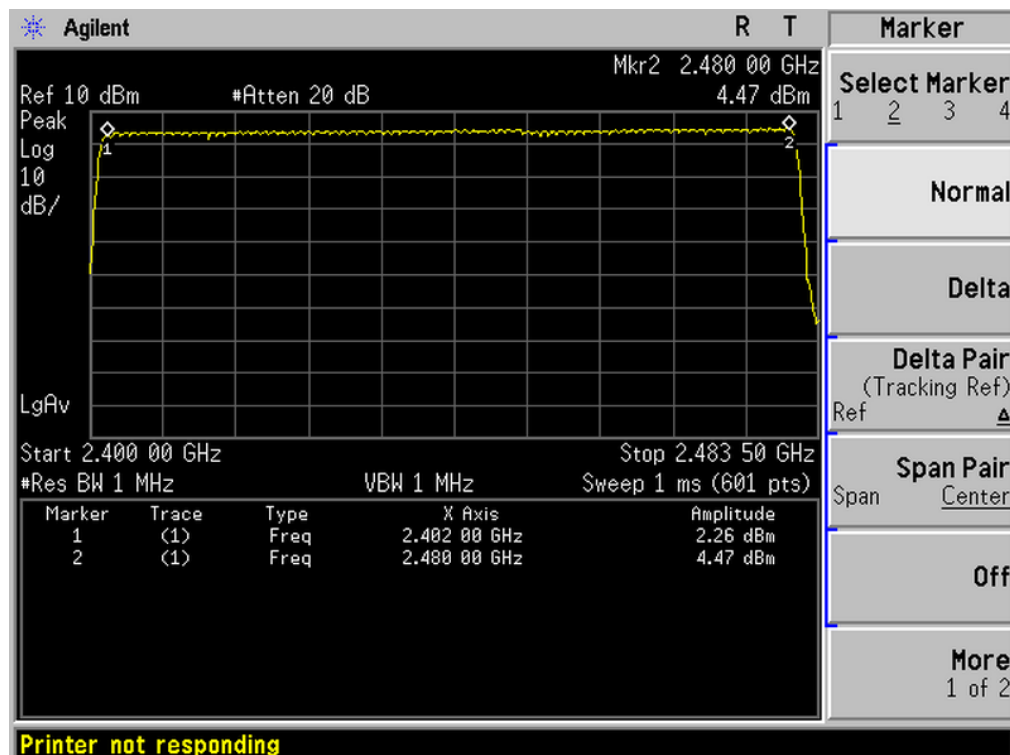 Agilent R T
Mkr2 2.480 00 GHz
Ref 10 dBm #Atten 20 dB 4.47 dBm
Peak
Log
10
dB/
1
2
LgAv
Start 2.400 00 GHz Stop 2.483 50 GHz
#Res BW 1 MHz VBW 1 MHz Sweep 1 ms (601 pts)
Marker Trace Type X Axis Amplitude
1 (1) Freq 2.402 00 GHz 2.26 dBm
2 (1) Freq 2.480 00 GHz 4.47 dBm
Marker
Select Marker
1 2 3 4
Normal
Delta
Delta Pair
(Tracking Ref)
Ref Δ
Span Pair
Span Center
Off
More
1 of 2
Printer not responding